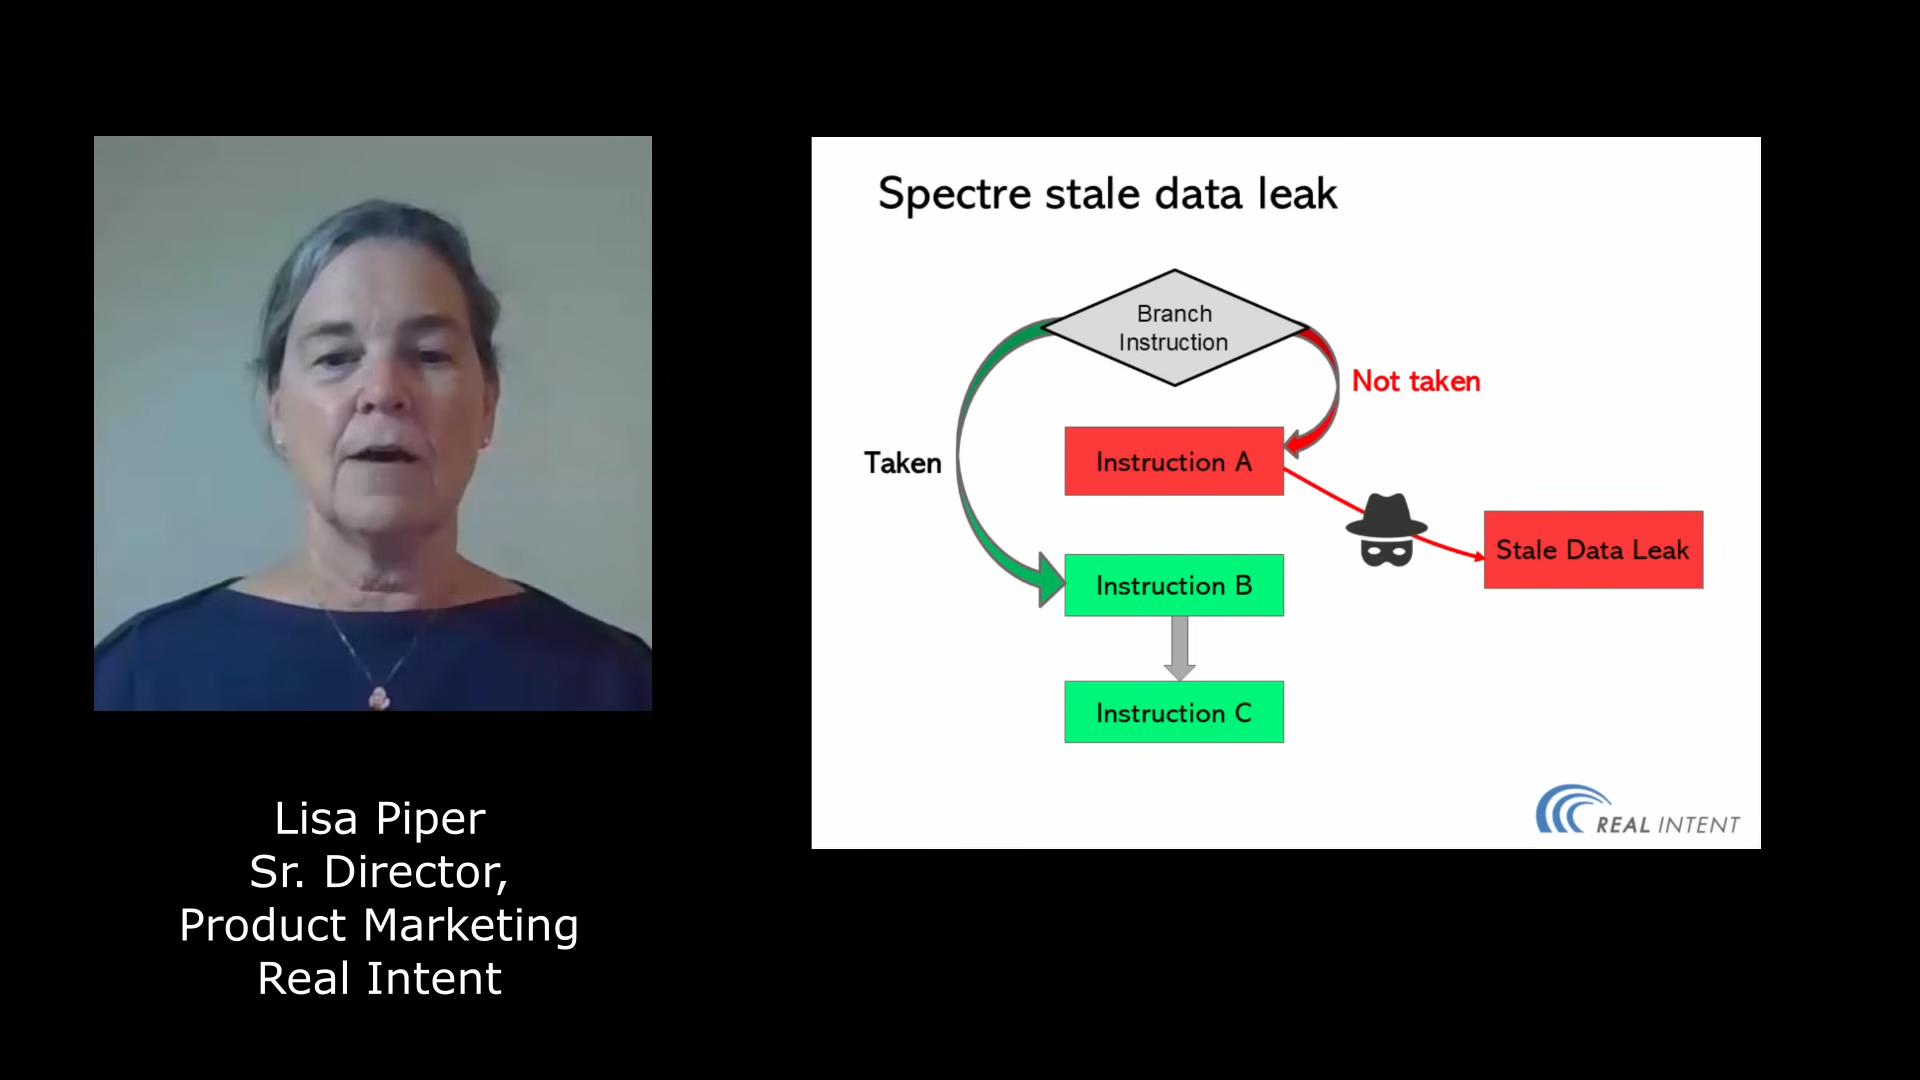 Spectre stale data leak
Branch
Instruction
Not taken
Taken
Instruction A
Stale Data Leak
Instruction B
Instruction C
REAL INTENT
Lisa Piper
Sr. Director,
Product Marketing
Real Intent